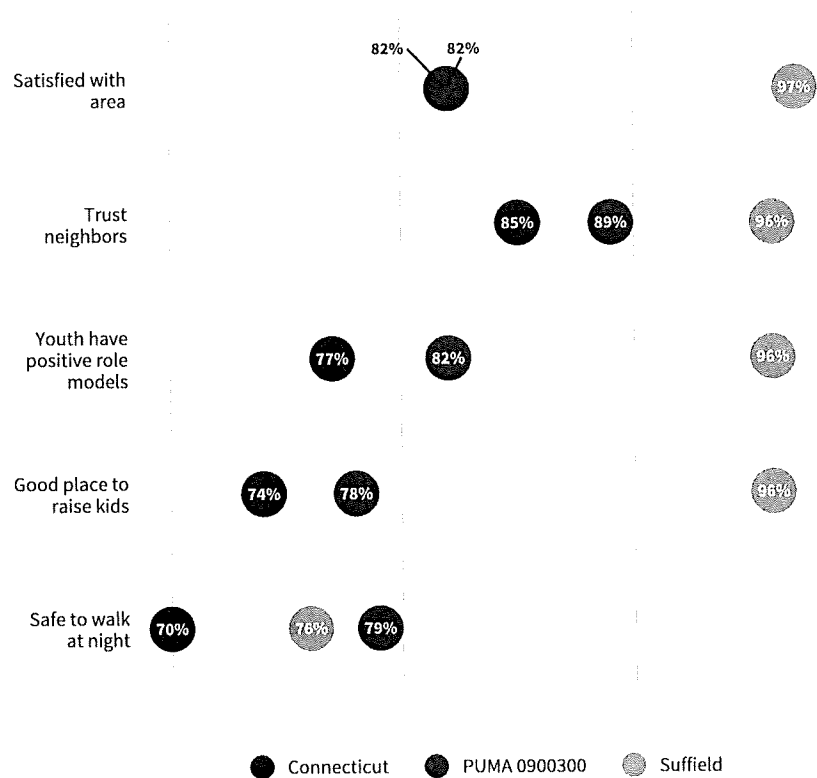 82% 82%
Satisfied with
area
97%
Trust
neighbors
85% 89% 96%
Youth have
positive role
models
77% 82% 96%
Good place to
raise kids
74% 78% 96%
Safe to walk
at night
70% 76% 79%
Connecticut PUMA 0900300 Suffield